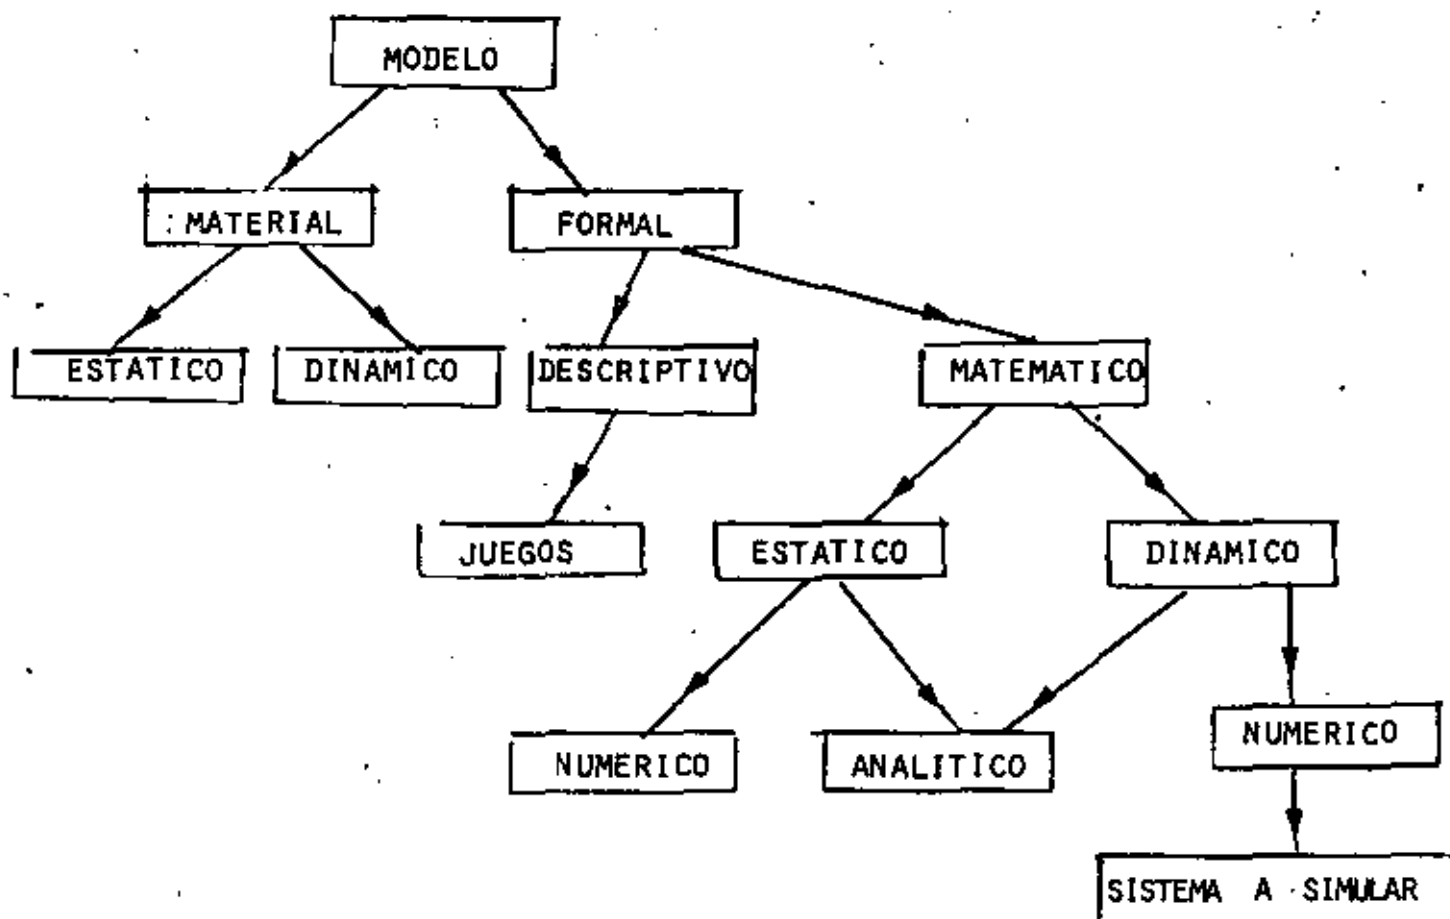 MODELO
MATERIAL
FORMAL
ESTATICO
DINAMICO
DESCRIPTIVO
MATEMATICO
JUEGOS
ESTATICO
DINAMICO
NUMERICO
ANALITICO
NUMERICO
SISTEMA A SIMULAR